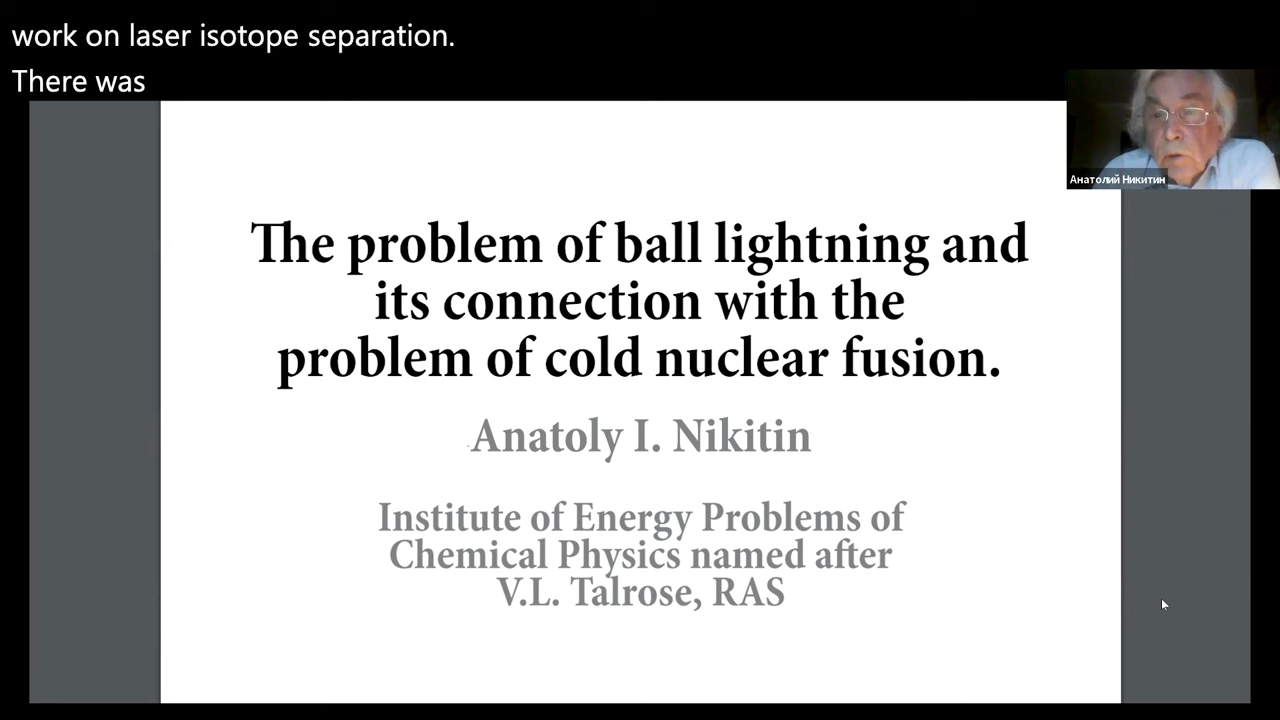 work on laser isotope separation.
There was
Анатолий Никитин
The problem of ball lightning and
its connection with the
problem of cold nuclear fusion.
Anatoly I. Nikitin
Institute of Energy Problems of
Chemical Physics named after
V.L. Talrose, RAS